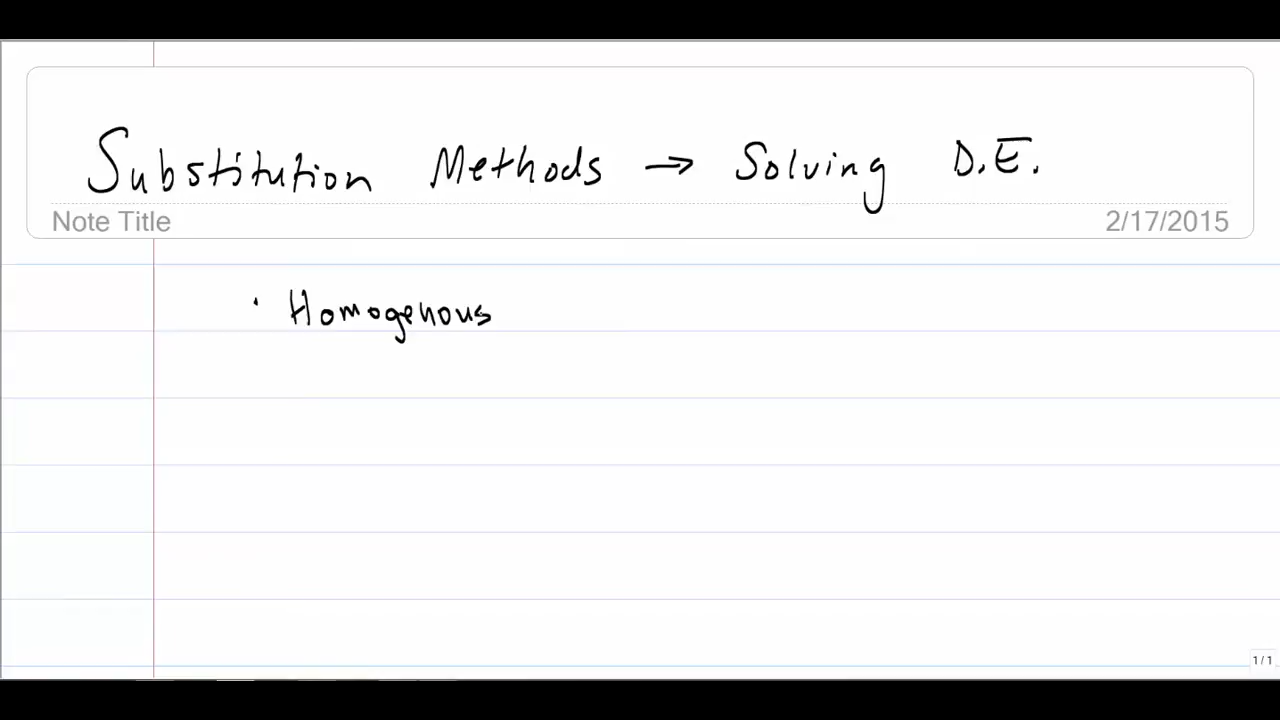 Substitution Methods → Solving D.E.
Note Title 2/17/2015
· Homogenous
1/1